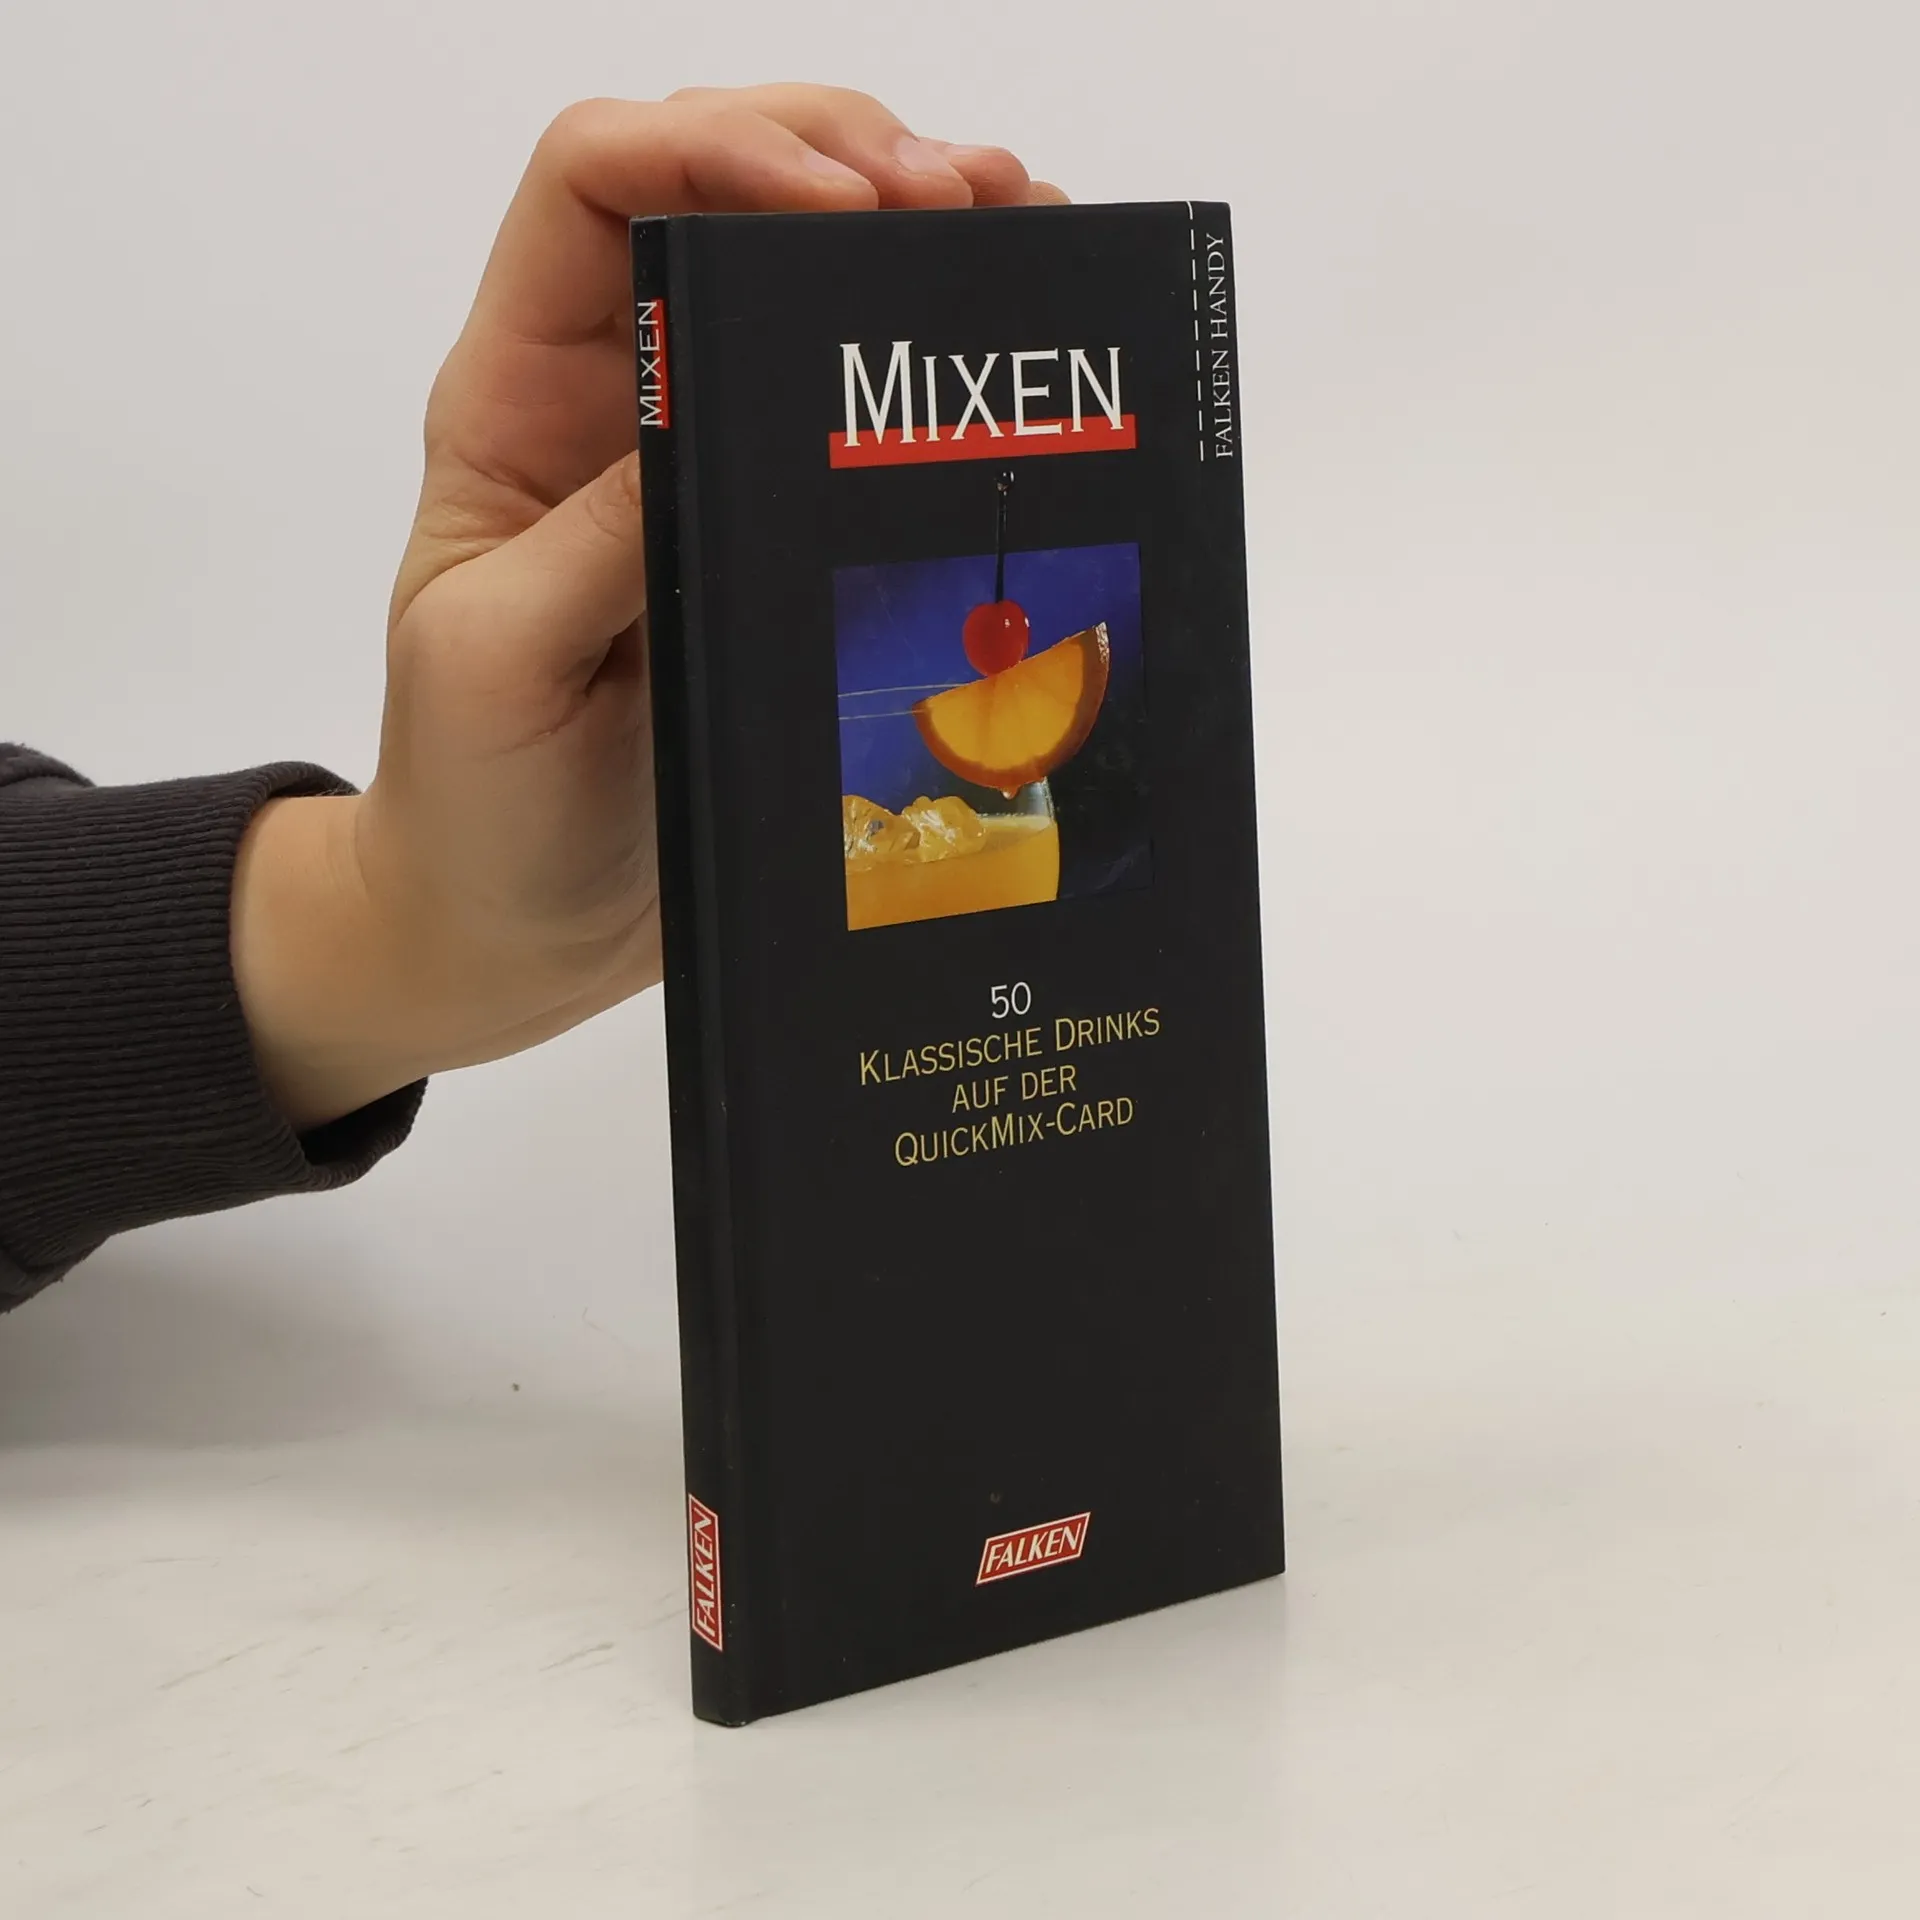 MIXEN
FALKEN
MIXEN
50
KLASSISCHE DRINKS
AUF DER
QUICKMIX-CARD
FALKEN
FALKEN HANDY